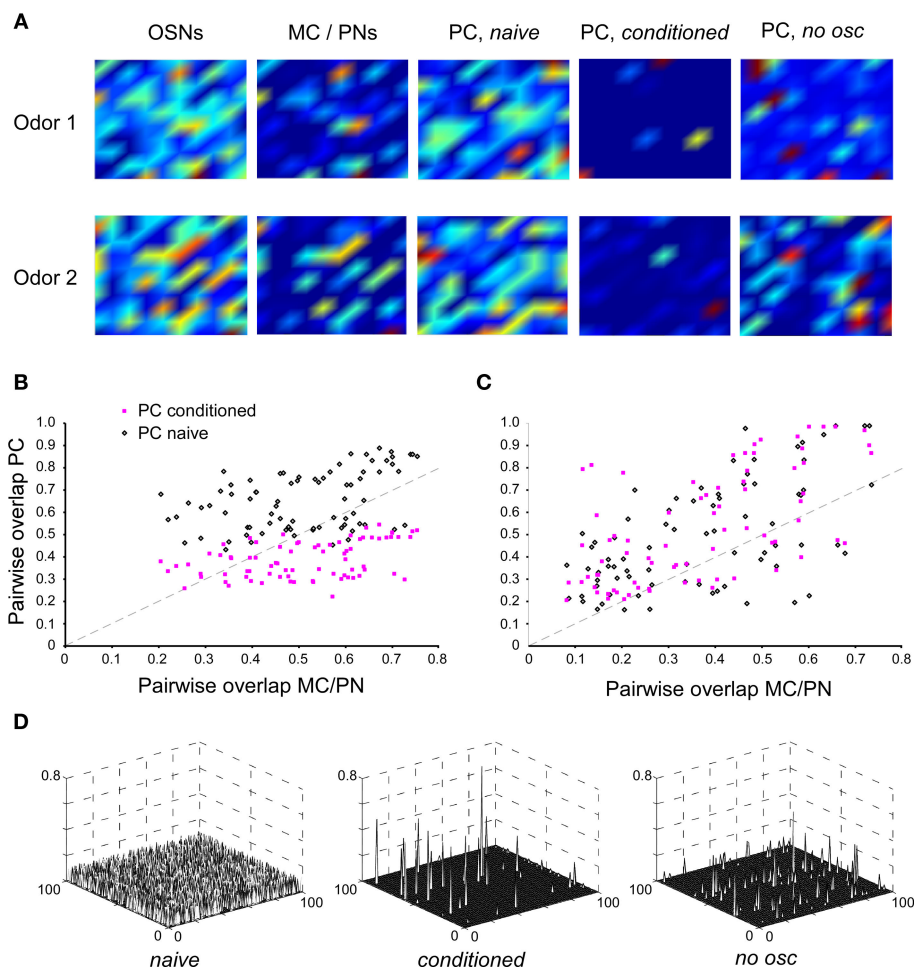 A
OSNs MC / PNs PC, naive PC, conditioned PC, no osc
Odor 1
Odor 2
B
PC conditioned
PC naive
1.0
0.9
0.8
0.7
0.6
0.5
0.4
0.3
0.2
0.1
0
0 0.1 0.2 0.3 0.4 0.5 0.6 0.7 0.8
Pairwise overlap PC
Pairwise overlap MC/PN
C
1.0
0.9
0.8
0.7
0.6
0.5
0.4
0.3
0.2
0.1
0
0 0.1 0.2 0.3 0.4 0.5 0.6 0.7 0.8
Pairwise overlap MC/PN
D
0.8
100
0 0
100
naive
0.8
100
0 0
100
conditioned
0.8
100
0 0
100
no osc